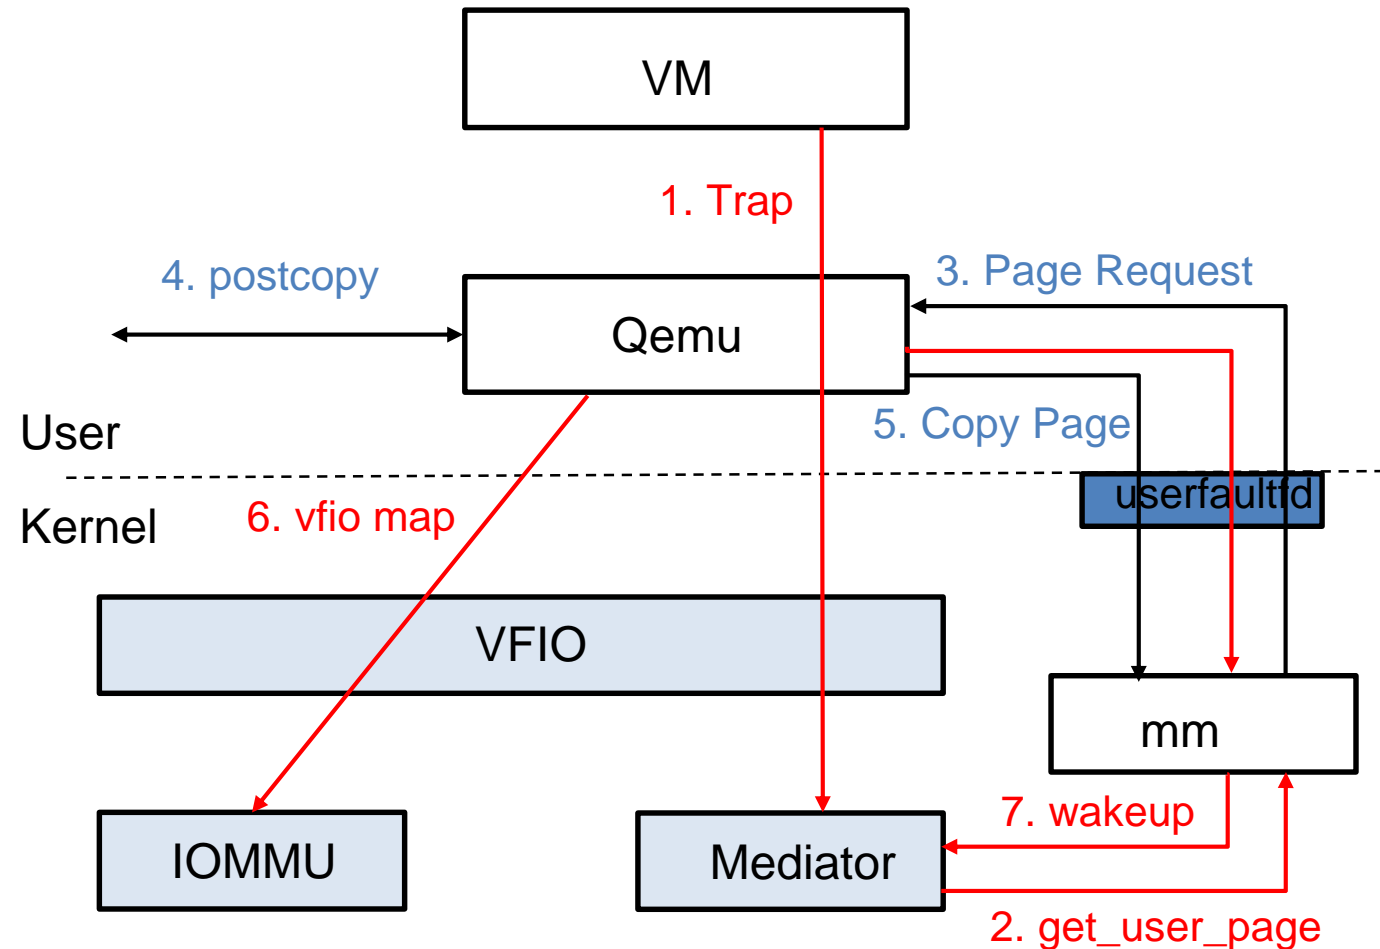 VM
1. Trap
4. postcopy
3. Page Request
Qemu
5. Copy Page
User
userfaultfd
Kernel
6. vfio map
VFIO
mm
7. wakeup
IOMMU
Mediator
2. get_user_page